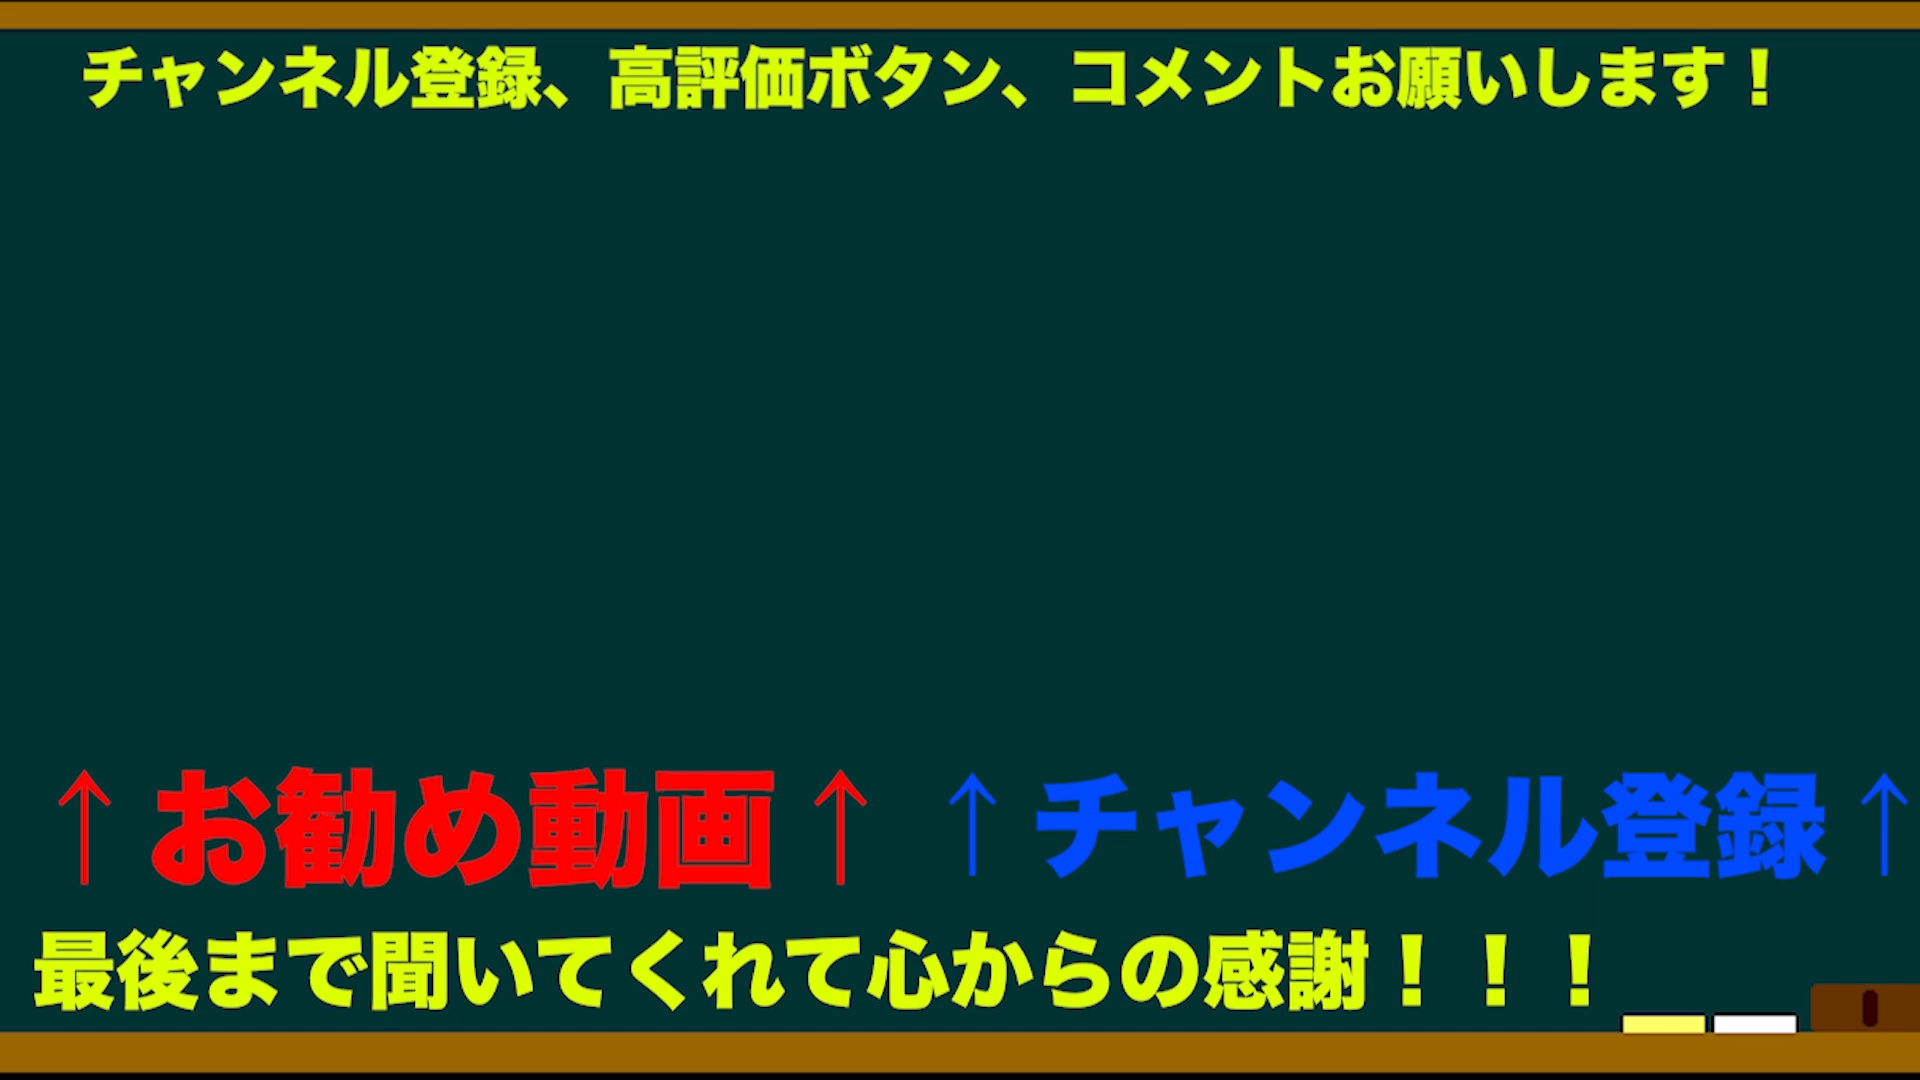 チャンネル登録、高評価ボタン、コメントお願いします！
↑お勧め動画↑ ↑チャンネル登録↑
最後まで聞いてくれて心からの感謝！！！